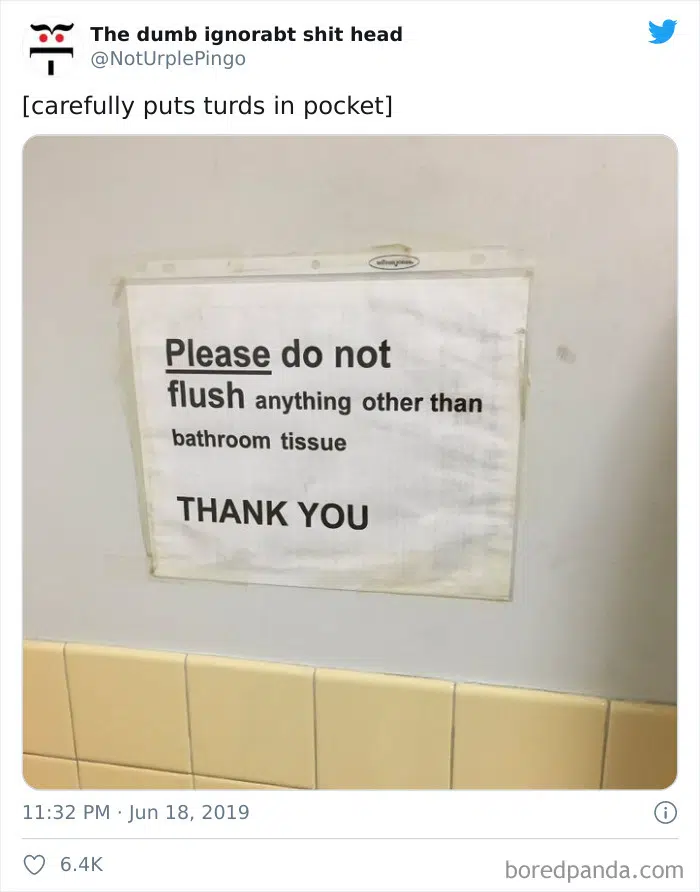 The dumb ignorabt shit head
@NotUrplePingo
[carefully puts turds in pocket]
Please do not
flush anything other than
bathroom tissue
THANK YOU
11:32 PM · Jun 18, 2019
6.4K
boredpanda.com